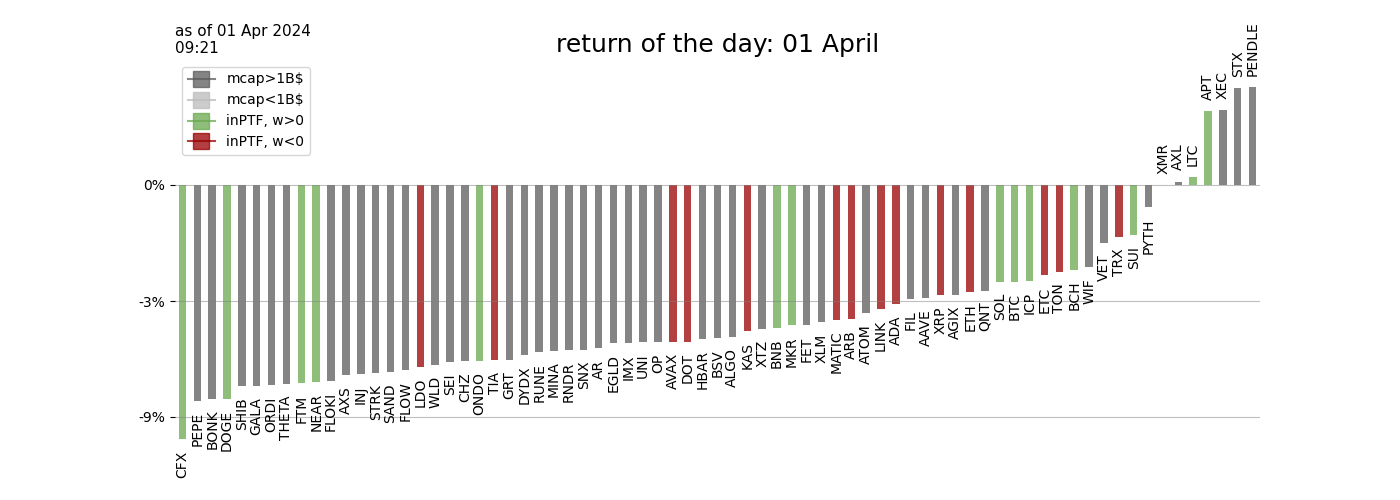 as of 01 Apr 2024
09:21
return of the day: 01 April
mcap>1B$
mcap<1B$
inPTF, w>0
inPTF, w<0
0%
-3%
-9%
CFX
PEPE
BONK
DOGE
SHIB
GALA
ORDI
THETA
FTM
NEAR
FLOKI
AXS
INJ
STRK
SAND
FLOW
LDO
WLD
SEI
CHZ
ONDO
TIA
GRT
DYDX
RUNE
MINA
RNDR
SNX
AR
EGLD
IMX
UNI
OP
AVAX
DOT
HBAR
BSV
ALGO
KAS
XTZ
BNB
MKR
FET
XLM
MATIC
ARB
ATOM
LINK
ADA
FIL
AAVE
XRP
AGIX
ETH
QNT
SOL
BTC
ICP
ETC
TON
BCH
WIF
VET
TRX
SUI
PYTH
XMR
AXL
LTC
APT
XEC
STX
PENDLE